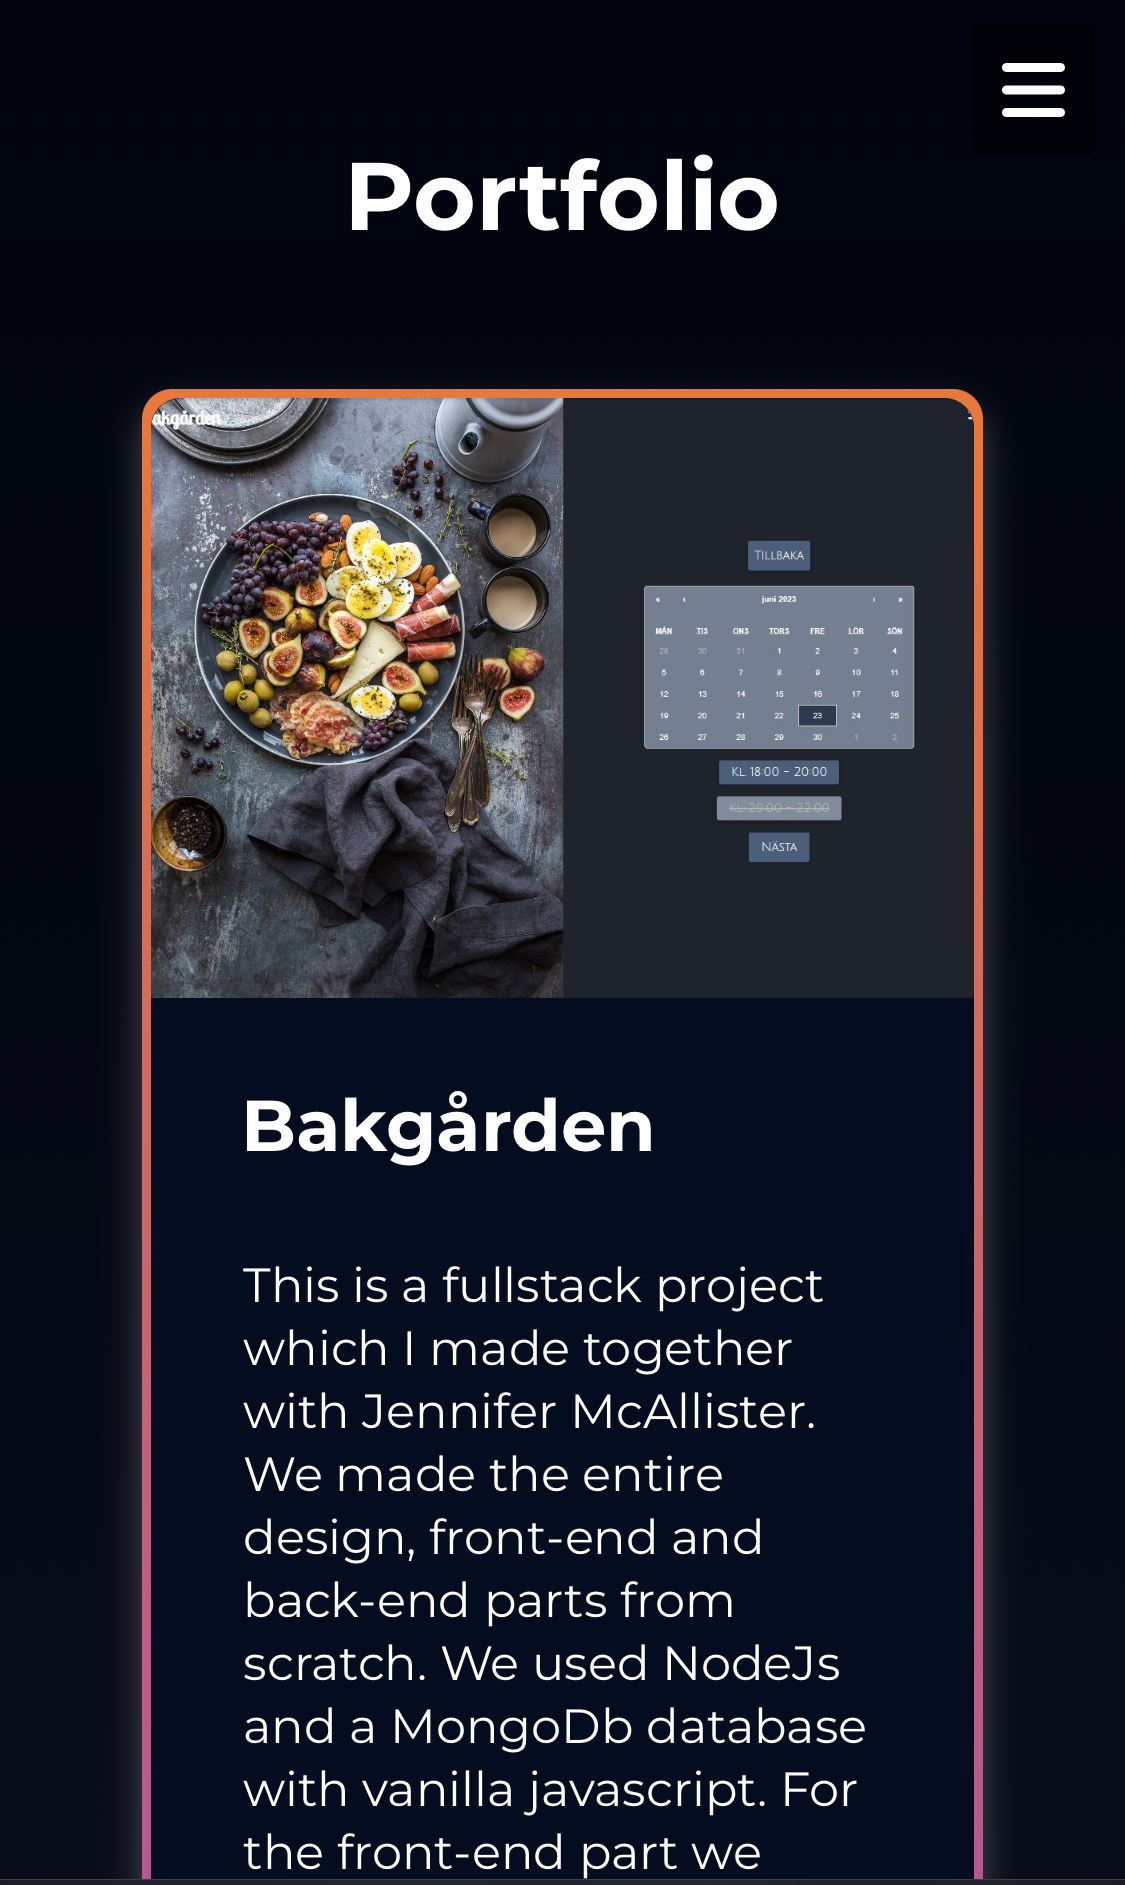 Portfolio
akgården
TILLBAKA
« ‹ juni 2023 › »
MÅN TIS ONS TORS FRE LÖR SÖN
29 30 31 1 2 3 4
5 6 7 8 9 10 11
12 13 14 15 16 17 18
19 20 21 22 23 24 25
26 27 28 29 30 1 2
KL. 18:00 - 20:00
KL. 20:00 - 22:00
NÄSTA
Bakgården
This is a fullstack project
which I made together
with Jennifer McAllister.
We made the entire
design, front-end and
back-end parts from
scratch. We used NodeJs
and a MongoDb database
with vanilla javascript. For
the front-end part we